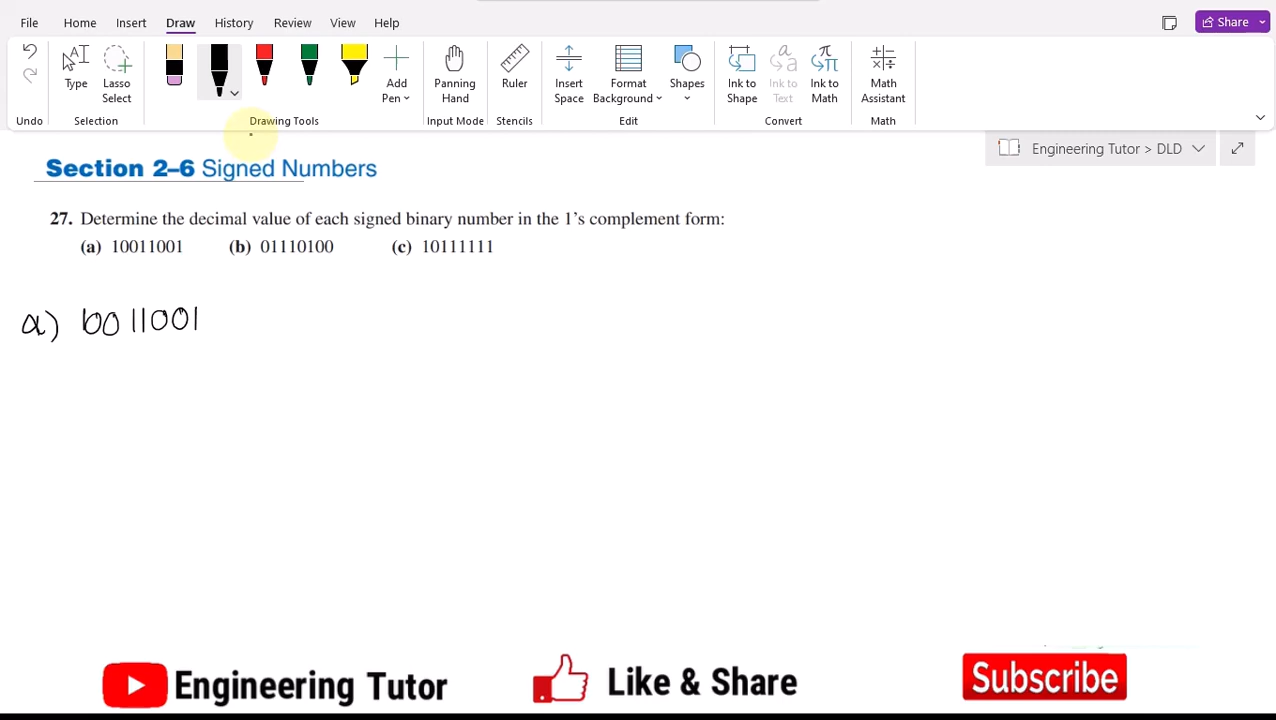 File Home Insert Draw History Review View Help Share
Type Lasso Select Add Pen Panning Hand Ruler Insert Space Format Background Shapes Ink to Shape Ink to Text Ink to Math Math Assistant
Undo Selection Drawing Tools Input Mode Stencils Edit Convert Math
Engineering Tutor > DLD
Section 2–6 Signed Numbers
27. Determine the decimal value of each signed binary number in the 1's complement form:
(a) 10011001 (b) 01110100 (c) 10111111
a) 10011001
Engineering Tutor Like & Share Subscribe